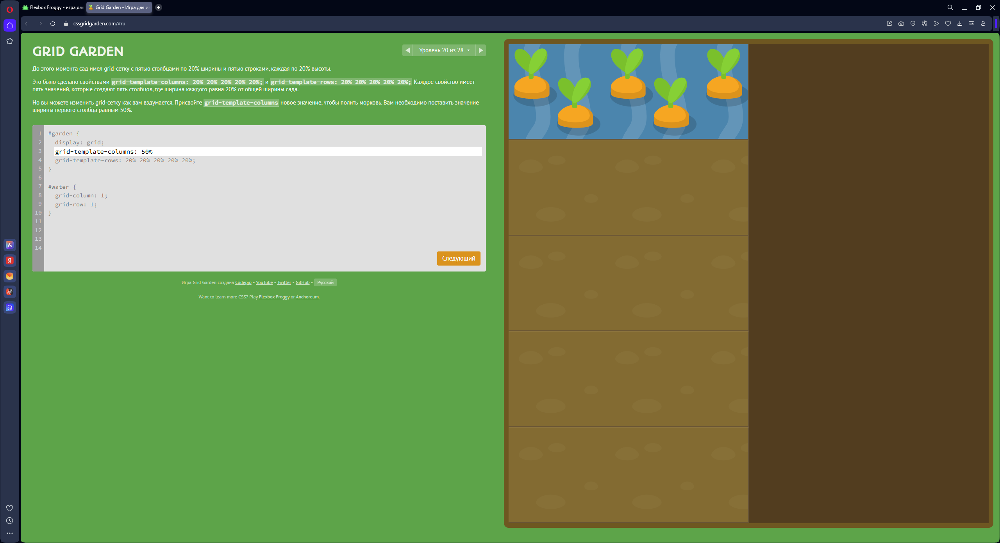 Flexbox Froggy - игра для
Grid Garden - Игра для из
cssgridgarden.com/#ru
GRID GARDEN
Уровень 20 из 28
До этого момента сад имел grid-сетку с пятью столбцами по 20% ширины и пятью строками, каждая по 20% высоты.
Это было сделано свойствами grid-template-columns: 20% 20% 20% 20% 20%; и grid-template-rows: 20% 20% 20% 20% 20%; Каждое свойство имеет
пять значений, которые создают пять столбцов, где ширина каждого равна 20% от общей ширины сада.
Но вы можете изменить grid-сетку как вам вздумается. Присвойте grid-template-columns новое значение, чтобы полить морковь. Вам необходимо поставить значение
ширины первого столбца равным 50%.
1 #garden {
2 display: grid;
3 grid-template-columns: 50%
4 grid-template-rows: 20% 20% 20% 20% 20%;
5 }
6
7 #water {
8 grid-column: 1;
9 grid-row: 1;
10 }
11
12
13
14
Следующий
Игра Grid Garden создана Codepip • YouTube • Twitter • GitHub • Русский
Want to learn more CSS? Play Flexbox Froggy or Anchoreum.